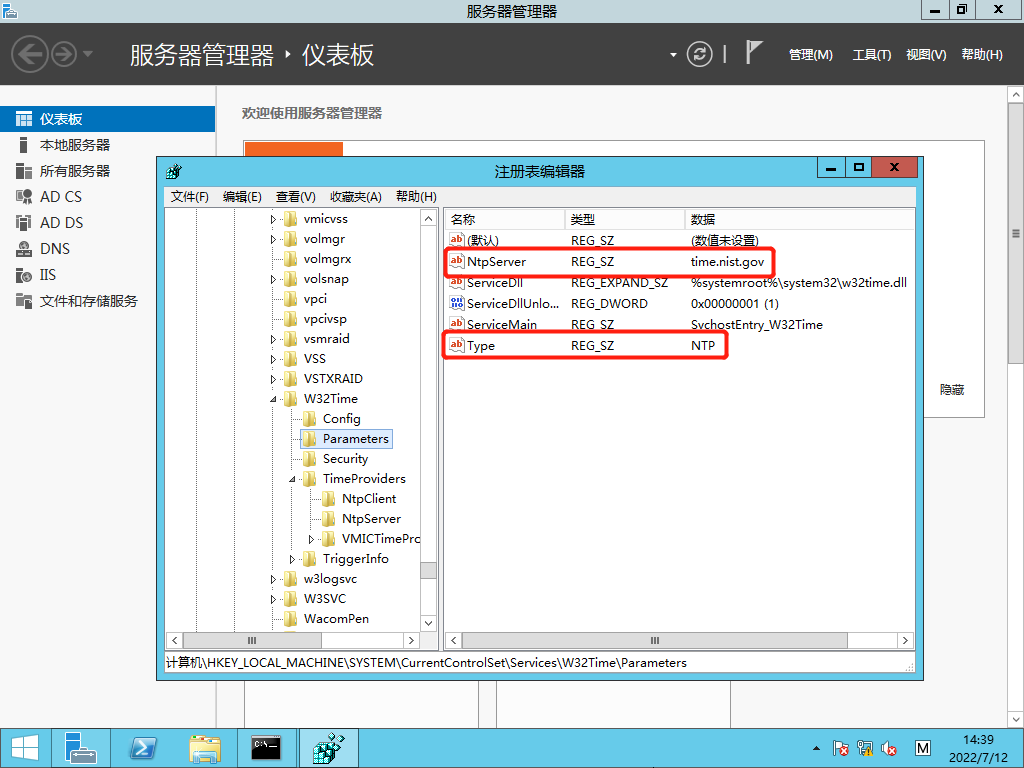 服务器管理器
服务器管理器 ‣ 仪表板
管理(M) 工具(T) 视图(V) 帮助(H)
仪表板
本地服务器
所有服务器
AD CS
AD DS
DNS
IIS
文件和存储服务
欢迎使用服务器管理器
隐藏
注册表编辑器
文件(F) 编辑(E) 查看(V) 收藏夹(A) 帮助(H)
vmicvss
volmgr
volmgrx
volsnap
vpci
vpcivsp
vsmraid
VSS
VSTXRAID
W32Time
Config
Parameters
Security
TimeProviders
NtpClient
NtpServer
VMICTimePro
TriggerInfo
w3logsvc
W3SVC
WacomPen
名称 类型 数据
(默认) REG_SZ (数值未设置)
NtpServer REG_SZ time.nist.gov
ServiceDll REG_EXPAND_SZ %systemroot%\system32\w32time.dll
ServiceDllUnlo... REG_DWORD 0x00000001 (1)
ServiceMain REG_SZ SvchostEntry_W32Time
Type REG_SZ NTP
计算机\HKEY_LOCAL_MACHINE\SYSTEM\CurrentControlSet\Services\W32Time\Parameters
M
14:39
2022/7/12